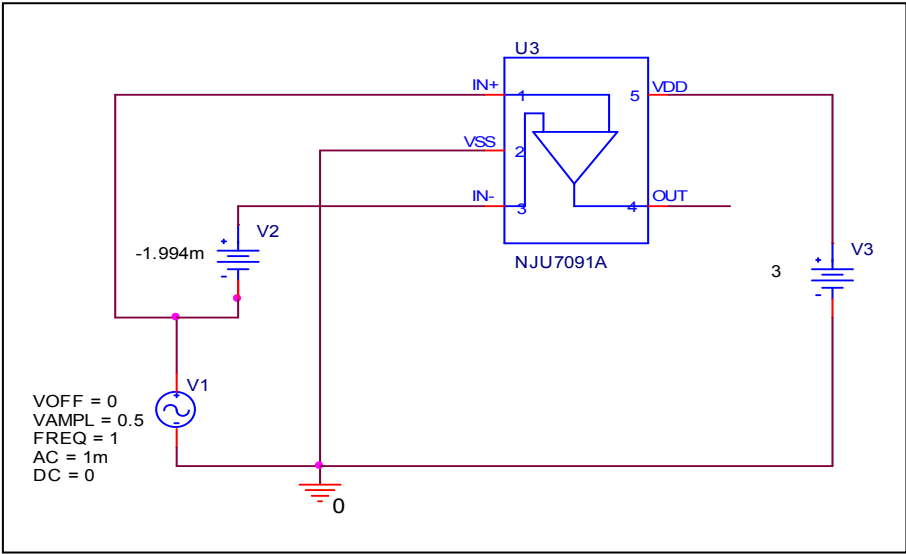 U3
IN+
1
5
VDD
VSS
2
IN-
3
4
OUT
NJU7091A
+
V2
-1.994m
-
+
V3
3
-
V1
+
-
VOFF = 0
VAMPL = 0.5
FREQ = 1
AC = 1m
DC = 0
0